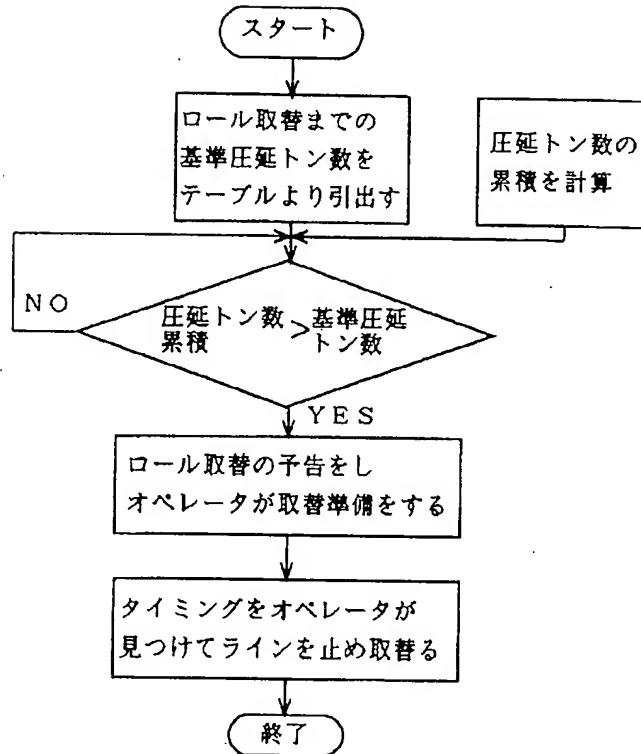 スタート
ロール取替までの
基準圧延トン数を
テーブルより引出す
圧延トン数の
累積を計算
NO
圧延トン数
累積
>
基準圧延
トン数
YES
ロール取替の予告をし
オペレータが取替準備をする
タイミングをオペレータが
見つけてラインを止め取替る
終了